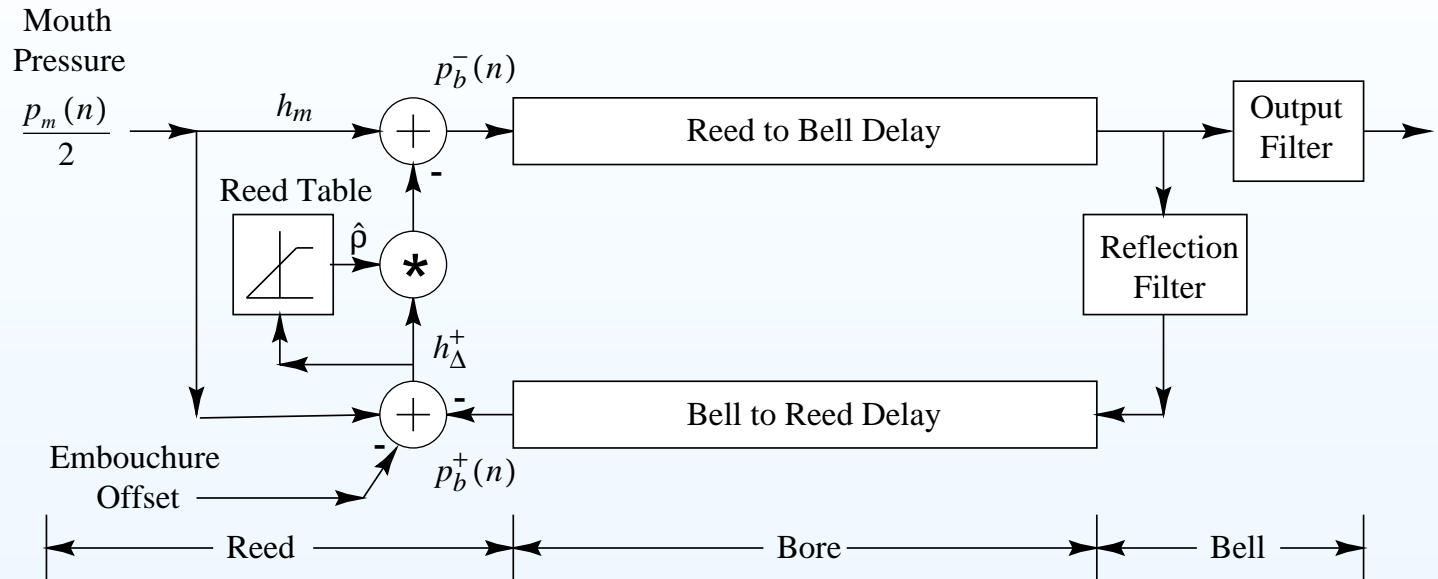 Mouth
Pressure
p_m(n)
2
h_m
p_b^-(n)
+
-
Reed to Bell Delay
Output
Filter
Reed Table
ρ̂
*
Reflection
Filter
h_Δ^+
+
-
-
Bell to Reed Delay
p_b^+(n)
Embouchure
Offset
Reed
Bore
Bell